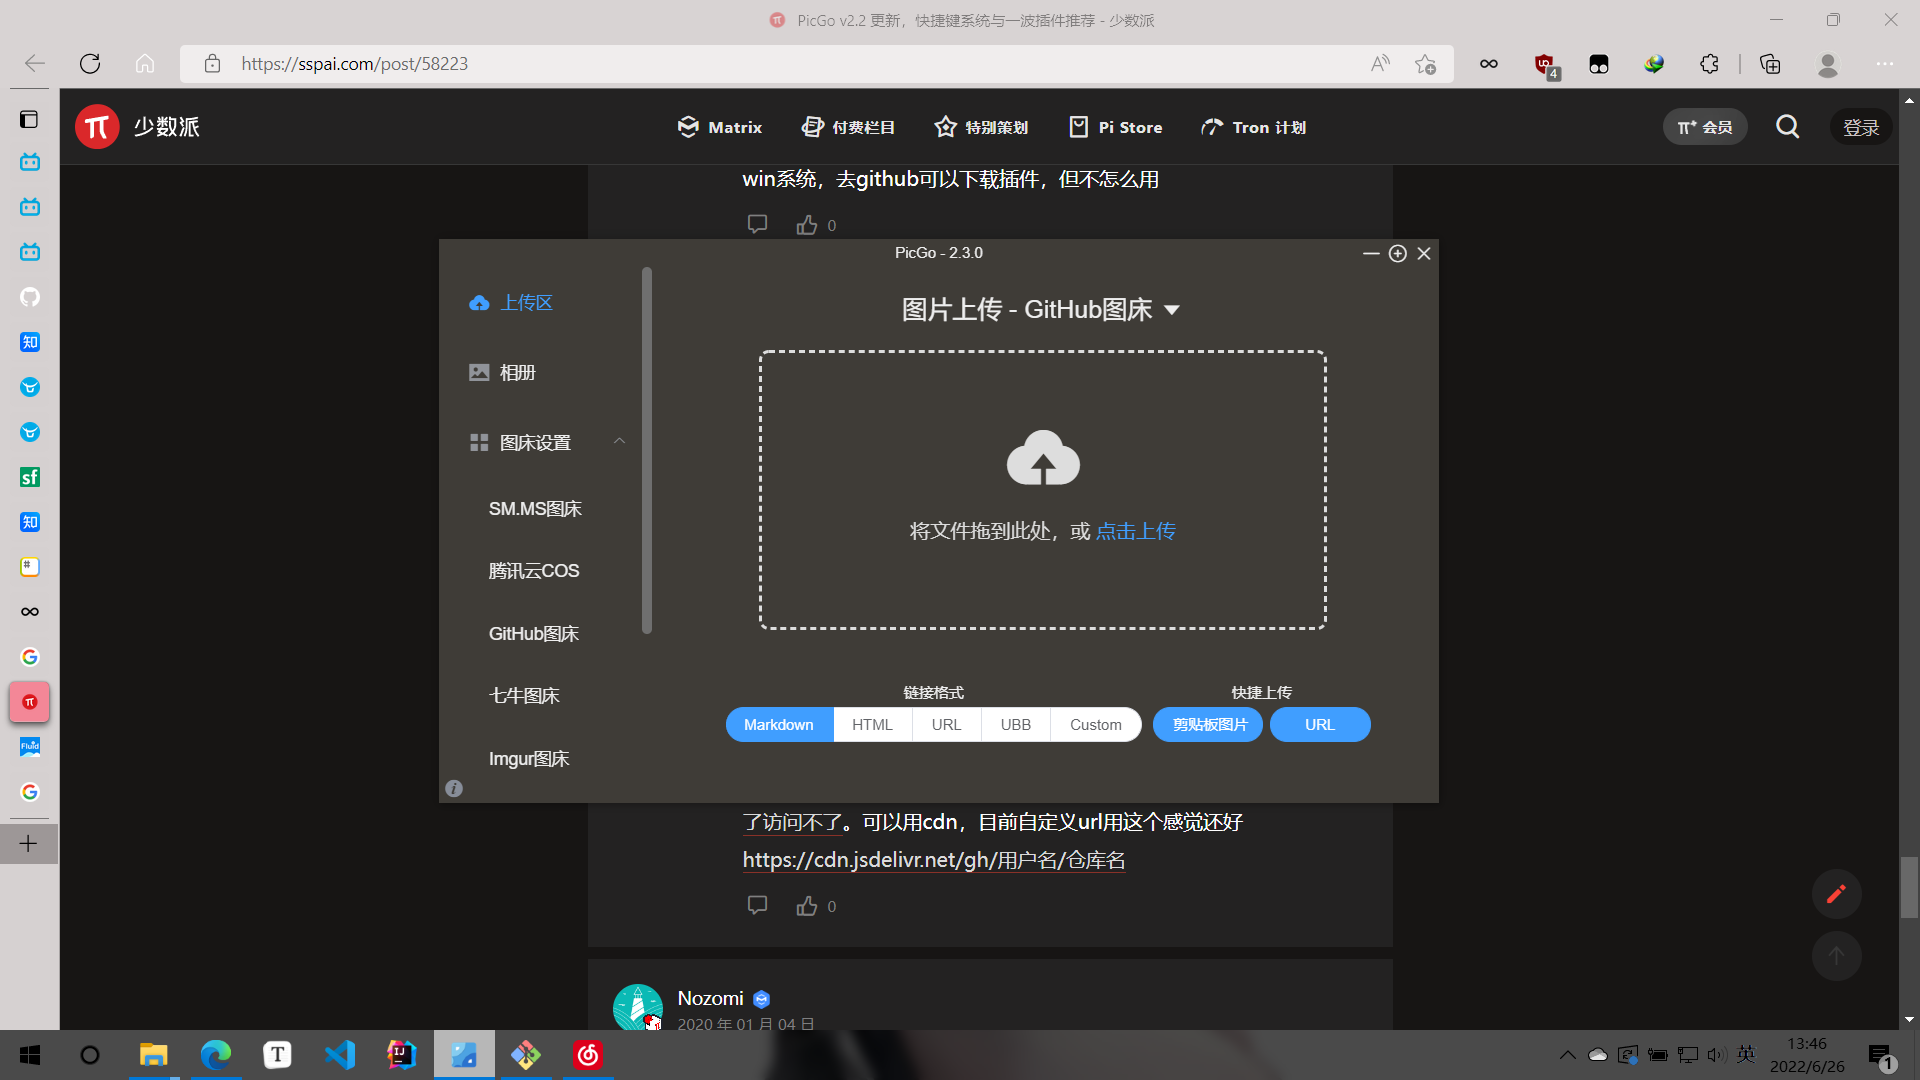 PicGo v2.2 更新，快捷键系统与一波插件推荐 - 少数派
https://sspai.com/post/58223
4
少数派
Matrix
付费栏目
特别策划
Pi Store
Tron 计划
π+ 会员
登录
win系统，去github可以下载插件，但不怎么用
0
PicGo - 2.3.0
上传区
相册
图床设置
SM.MS图床
腾讯云COS
GitHub图床
七牛图床
Imgur图床
图片上传 - GitHub图床
将文件拖到此处，或 点击上传
链接格式
快捷上传
Markdown
HTML
URL
UBB
Custom
剪贴板图片
URL
了访问不了。可以用cdn，目前自定义url用这个感觉还好
https://cdn.jsdelivr.net/gh/用户名/仓库名
0
Nozomi
2020 年 01 月 04 日
知
sf
知
Fluid
英
13:46
2022/6/26
1